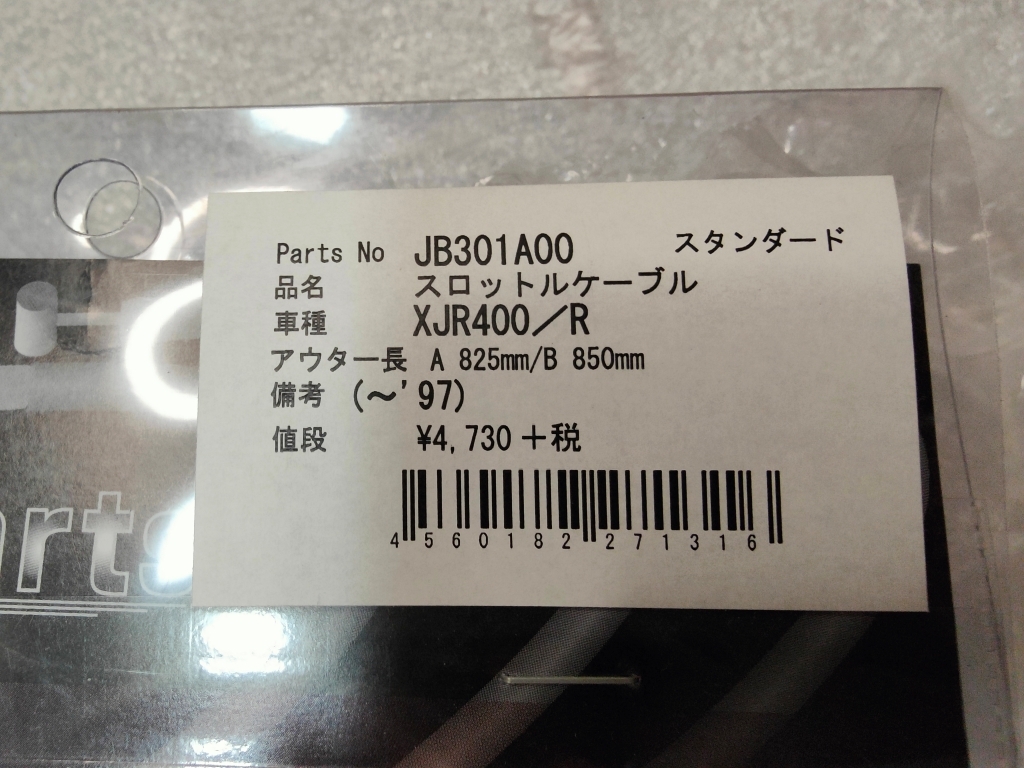 Parts No JB301A00 スタンダード
品名 スロットルケーブル
車種 XJR400／R
アウター長 A 825mm/B 850mm
備考 (～'97)
値段 ¥4,730＋税
4 560182 271316
arts